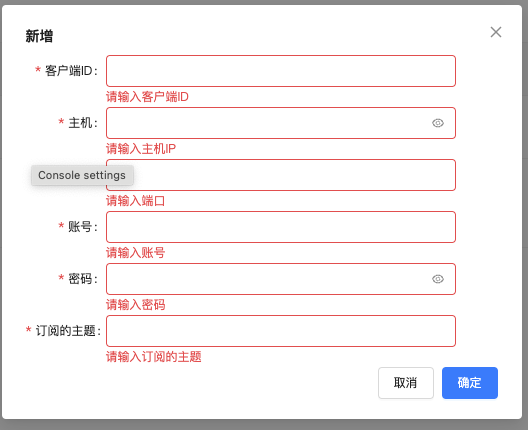 新增
* 客户端ID:
请输入客户端ID
* 主机:
请输入主机IP
Console settings
请输入端口
* 账号:
请输入账号
* 密码:
请输入密码
* 订阅的主题:
请输入订阅的主题
取消
确定